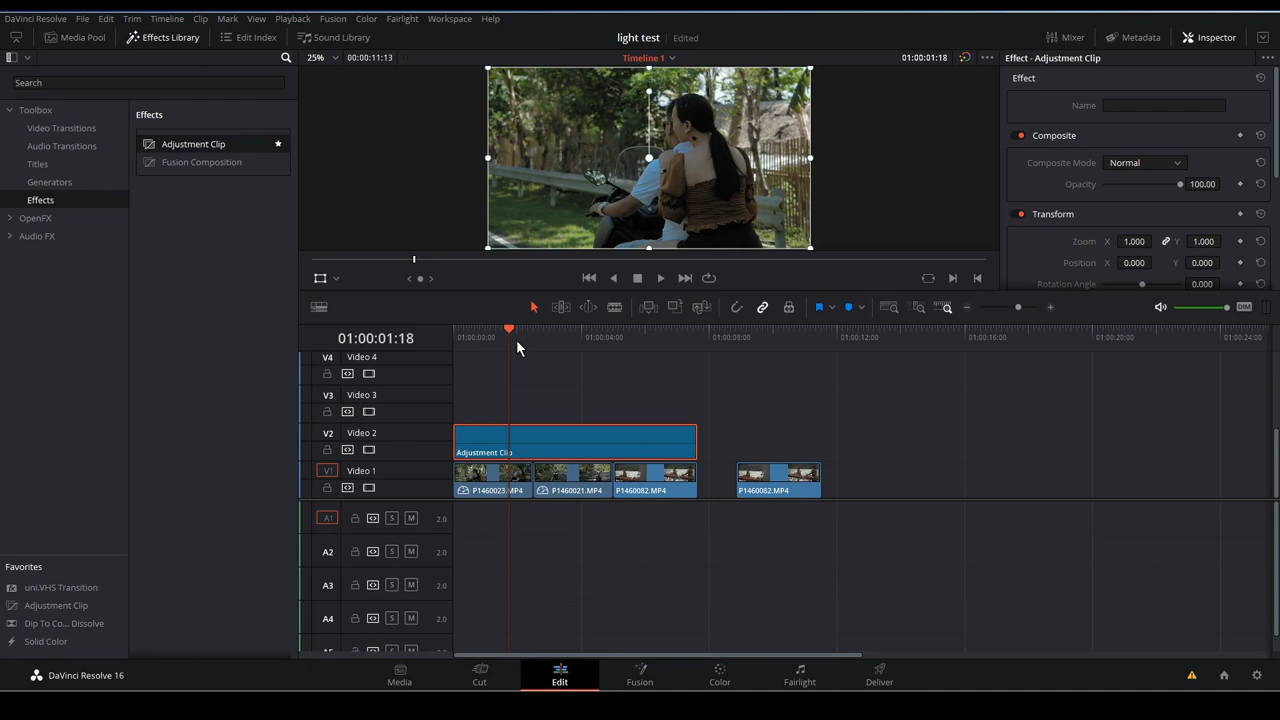 DaVinci Resolve File Edit Trim Timeline Clip Mark View Playback Fusion Color Fairlight Workspace Help
Media Pool Effects Library Edit Index Sound Library light test Edited Mixer Metadata Inspector
25% 00:00:11:13 Timeline 1 01:00:01:18 Effect - Adjustment Clip
Search
Toolbox
Video Transitions
Audio Transitions
Titles
Generators
Effects
OpenFX
Audio FX
Effects
Adjustment Clip
Fusion Composition
Effect
Name
Composite
Composite Mode Normal
Opacity 100.00
Transform
Zoom X 1.000 Y 1.000
Position X 0.000 Y 0.000
Rotation Angle 0.000
DIM
01:00:01:18 01:00:00:00 01:00:04:00 01:00:08:00 01:00:12:00 01:00:16:00 01:00:20:00 01:00:24:00
V4 Video 4
V3 Video 3
V2 Video 2
Adjustment Clip
V1 Video 1
P1460023.MP4 P1460021.MP4 P1460082.MP4 P1460082.MP4
A1 S M 2.0
A2 S M 2.0
A3 S M 2.0
A4 S M 2.0
Favorites
uni.VHS Transition
Adjustment Clip
Dip To Co... Dissolve
Solid Color
DaVinci Resolve 16
Media Cut Edit Fusion Color Fairlight Deliver